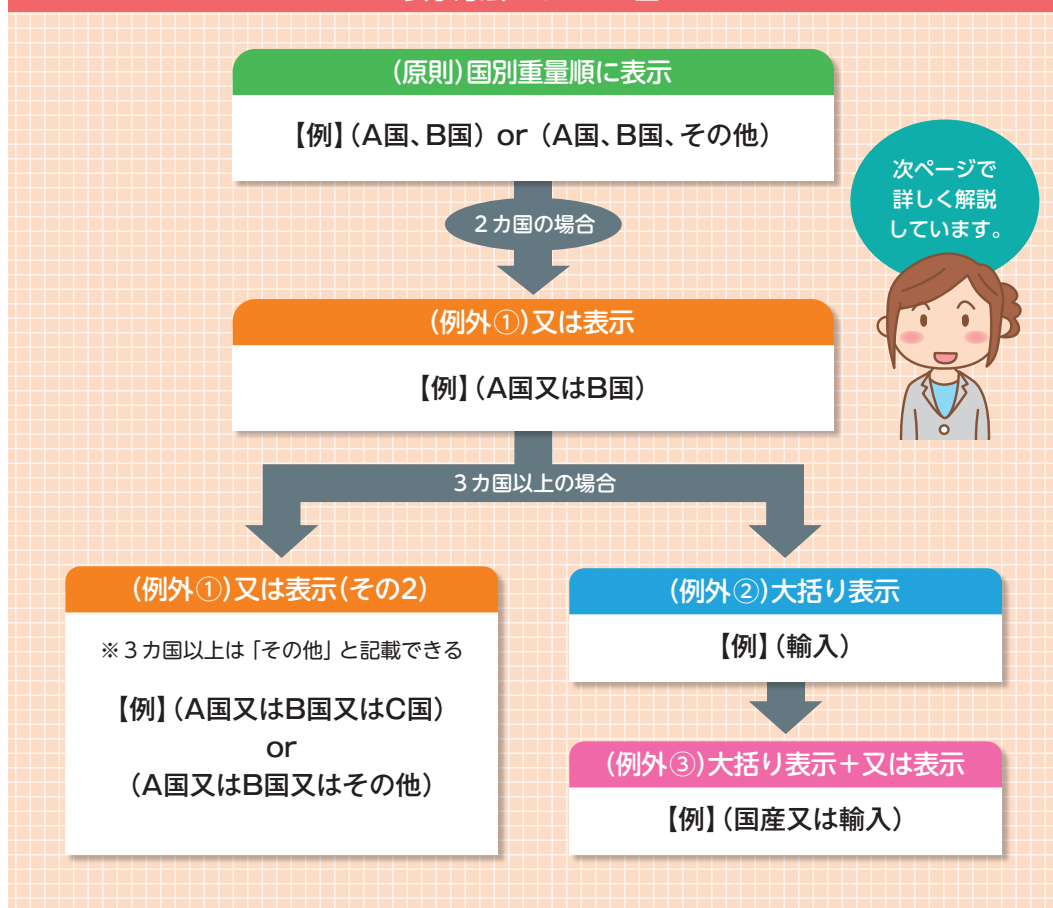 (原則)国別重量順に表示
【例】(A国、B国) or (A国、B国、その他)
次ページで
詳しく解説
しています。
2カ国の場合
(例外①)又は表示
【例】(A国又はB国)
3カ国以上の場合
(例外①)又は表示(その2)
※3カ国以上は「その他」と記載できる
【例】(A国又はB国又はC国)
or
(A国又はB国又はその他)
(例外②)大括り表示
【例】(輸入)
(例外③)大括り表示+又は表示
【例】(国産又は輸入)